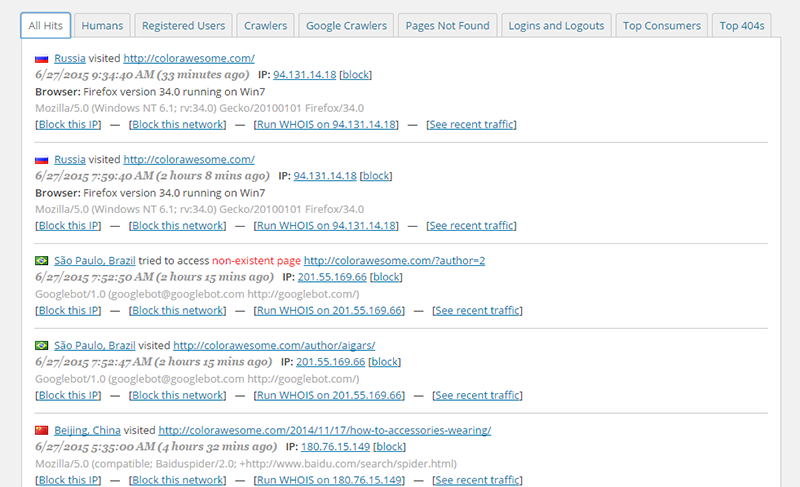 All Hits Humans Registered Users Crawlers Google Crawlers Pages Not Found Logins and Logouts Top Consumers Top 404s
Russia visited http://colorawesome.com/
6/27/2015 9:34:40 AM (33 minutes ago) IP: 94.131.14.18 [block]
Browser: Firefox version 34.0 running on Win7
Mozilla/5.0 (Windows NT 6.1; rv:34.0) Gecko/20100101 Firefox/34.0
[Block this IP] — [Block this network] — [Run WHOIS on 94.131.14.18] — [See recent traffic]
Russia visited http://colorawesome.com/
6/27/2015 7:59:40 AM (2 hours 8 mins ago) IP: 94.131.14.18 [block]
Browser: Firefox version 34.0 running on Win7
Mozilla/5.0 (Windows NT 6.1; rv:34.0) Gecko/20100101 Firefox/34.0
[Block this IP] — [Block this network] — [Run WHOIS on 94.131.14.18] — [See recent traffic]
São Paulo, Brazil tried to access non-existent page http://colorawesome.com/?author=2
6/27/2015 7:52:50 AM (2 hours 15 mins ago) IP: 201.55.169.66 [block]
Googlebot/1.0 (googlebot@googlebot.com http://googlebot.com/)
[Block this IP] — [Block this network] — [Run WHOIS on 201.55.169.66] — [See recent traffic]
São Paulo, Brazil visited http://colorawesome.com/author/aigars/
6/27/2015 7:52:47 AM (2 hours 15 mins ago) IP: 201.55.169.66 [block]
Googlebot/1.0 (googlebot@googlebot.com http://googlebot.com/)
[Block this IP] — [Block this network] — [Run WHOIS on 201.55.169.66] — [See recent traffic]
Beijing, China visited http://colorawesome.com/2014/11/17/how-to-accessories-wearing/
6/27/2015 5:35:00 AM (4 hours 32 mins ago) IP: 180.76.15.149 [block]
Mozilla/5.0 (compatible; Baiduspider/2.0; +http://www.baidu.com/search/spider.html)
[Block this IP] — [Block this network] — [Run WHOIS on 180.76.15.149] — [See recent traffic]